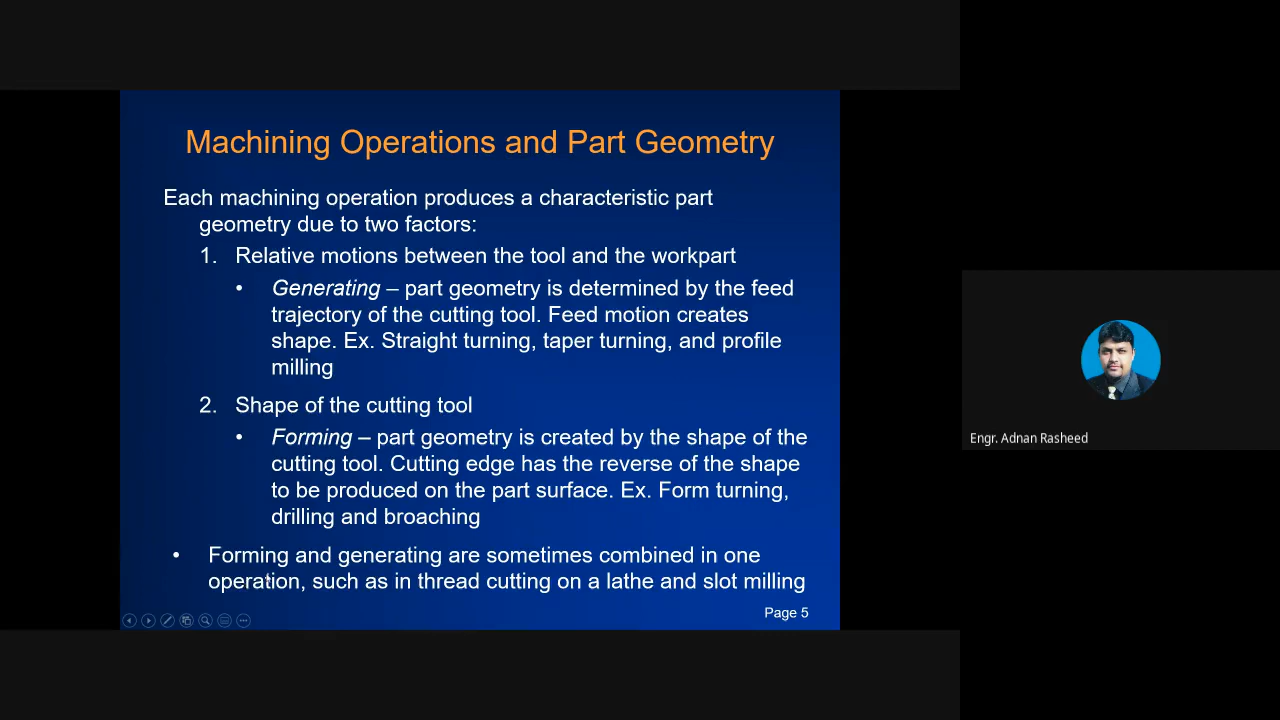 Machining Operations and Part Geometry
Each machining operation produces a characteristic part
geometry due to two factors:
1. Relative motions between the tool and the workpart
• Generating – part geometry is determined by the feed
trajectory of the cutting tool. Feed motion creates
shape. Ex. Straight turning, taper turning, and profile
milling
2. Shape of the cutting tool
• Forming – part geometry is created by the shape of the
cutting tool. Cutting edge has the reverse of the shape
to be produced on the part surface. Ex. Form turning,
drilling and broaching
• Forming and generating are sometimes combined in one
operation, such as in thread cutting on a lathe and slot milling
Page 5
Engr. Adnan Rasheed